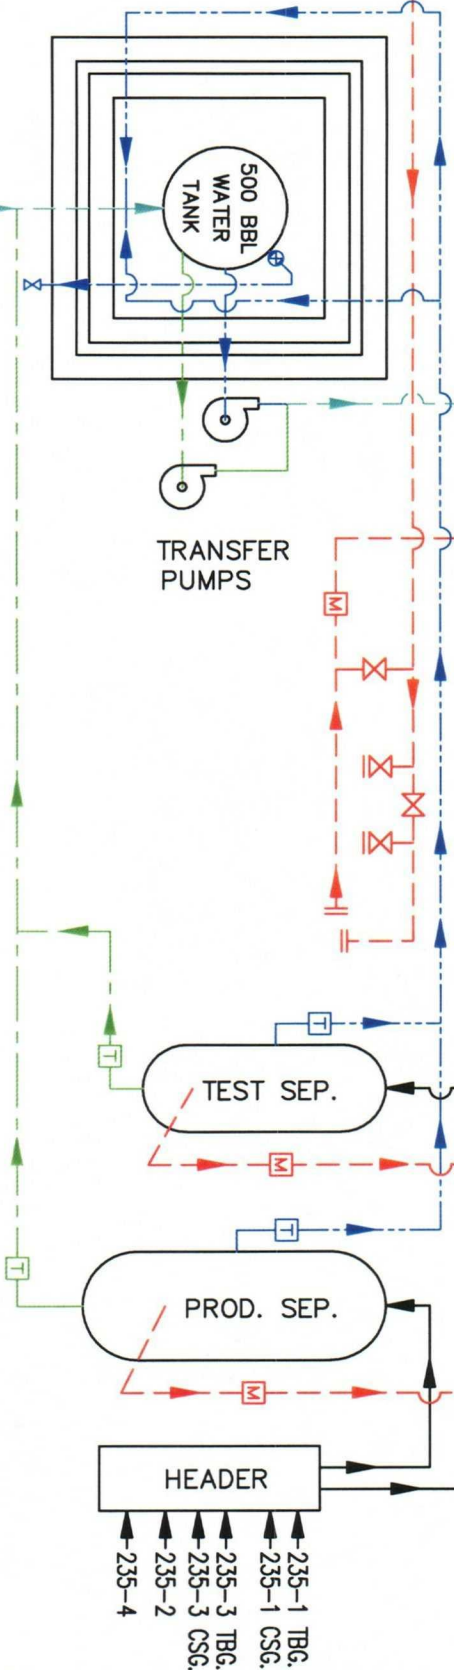 500 BBL
WATER
TANK
TRANSFER
PUMPS
M
T
T
TEST SEP.
M
T
T
PROD. SEP.
M
HEADER
235-4
235-2
235-3 CSG.
235-3 TBG.
235-1 CSG.
235-1 TBG.